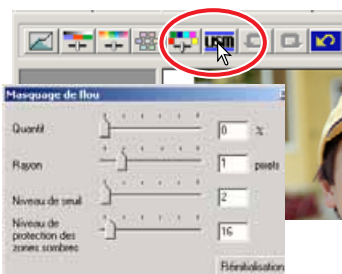 USM
Masquage de flou
Quantité 0 %
Rayon 1 pixels
Niveau de seuil 2
Niveau de
protection des
zones sombres 16
Réinitialisation